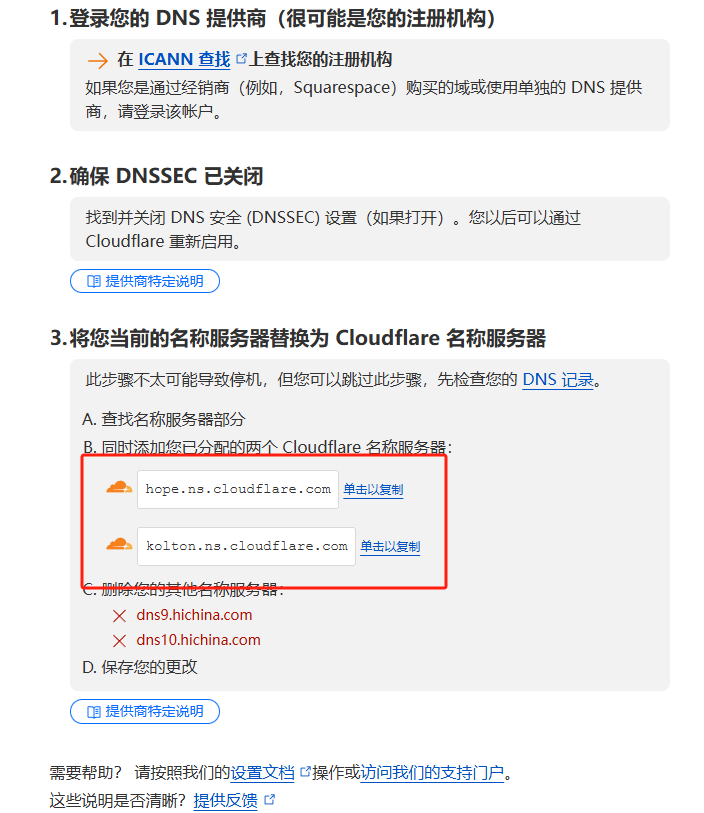 1.登录您的 DNS 提供商（很可能是您的注册机构）
在 ICANN 查找 上查找您的注册机构
如果您是通过经销商（例如，Squarespace）购买的域或使用单独的 DNS 提供
商，请登录该帐户。
2.确保 DNSSEC 已关闭
找到并关闭 DNS 安全 (DNSSEC) 设置（如果打开）。您以后可以通过
Cloudflare 重新启用。
提供商特定说明
3.将您当前的名称服务器替换为 Cloudflare 名称服务器
此步骤不太可能导致停机，但您可以跳过此步骤，先检查您的 DNS 记录。
A. 查找名称服务器部分
B. 同时添加您已分配的两个 Cloudflare 名称服务器：
hope.ns.cloudflare.com 单击以复制
kolton.ns.cloudflare.com 单击以复制
C. 删除您的其他名称服务器：
dns9.hichina.com
dns10.hichina.com
D. 保存您的更改
提供商特定说明
需要帮助？ 请按照我们的设置文档 操作或访问我们的支持门户。
这些说明是否清晰？提供反馈